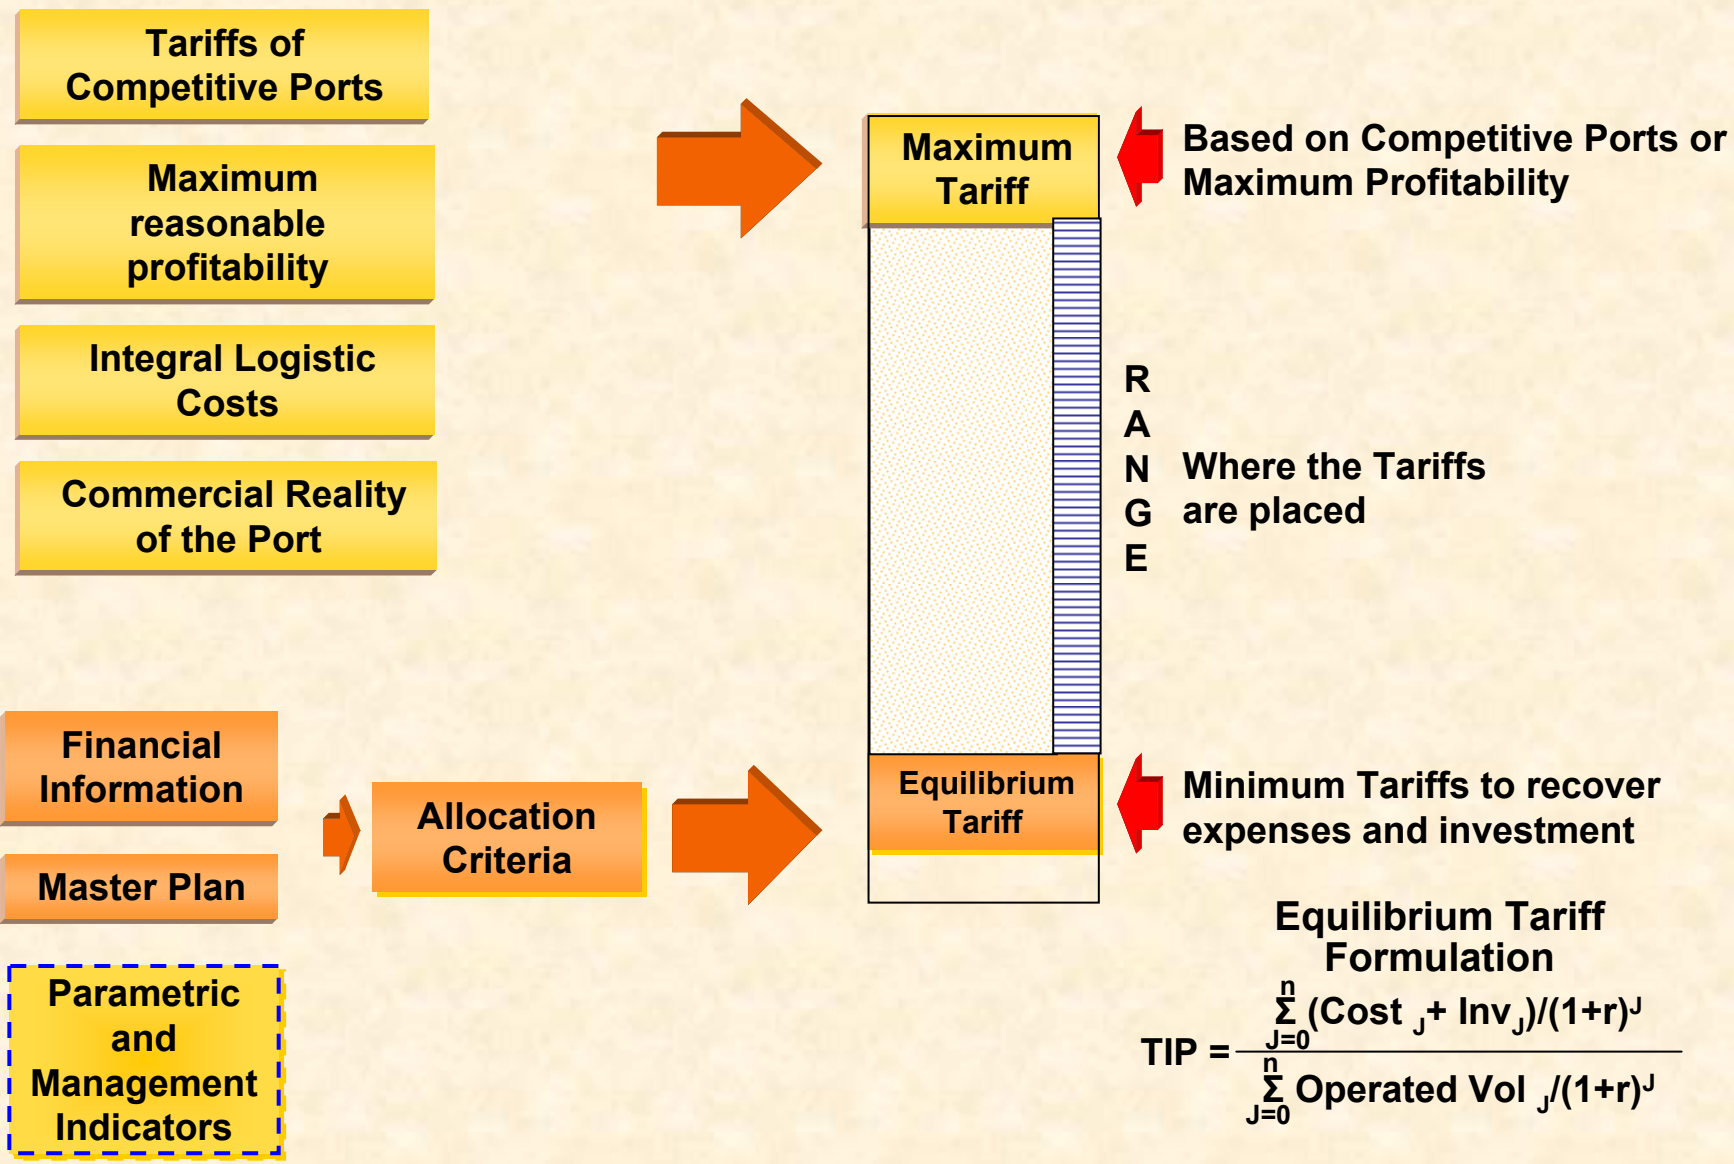 Tariffs of
Competitive Ports
Maximum
reasonable
profitability
Integral Logistic
Costs
Commercial Reality
of the Port
Maximum
Tariff
Based on Competitive Ports or
Maximum Profitability
R
A
N
G
E
Where the Tariffs
are placed
Financial
Information
Master Plan
Parametric
and
Management
Indicators
Allocation
Criteria
Equilibrium
Tariff
Minimum Tariffs to recover
expenses and investment
Equilibrium Tariff
Formulation
n
Σ (Cost J + Inv J)/(1+r)^J
J=0
TIP =
n
Σ Operated Vol J/(1+r)^J
J=0